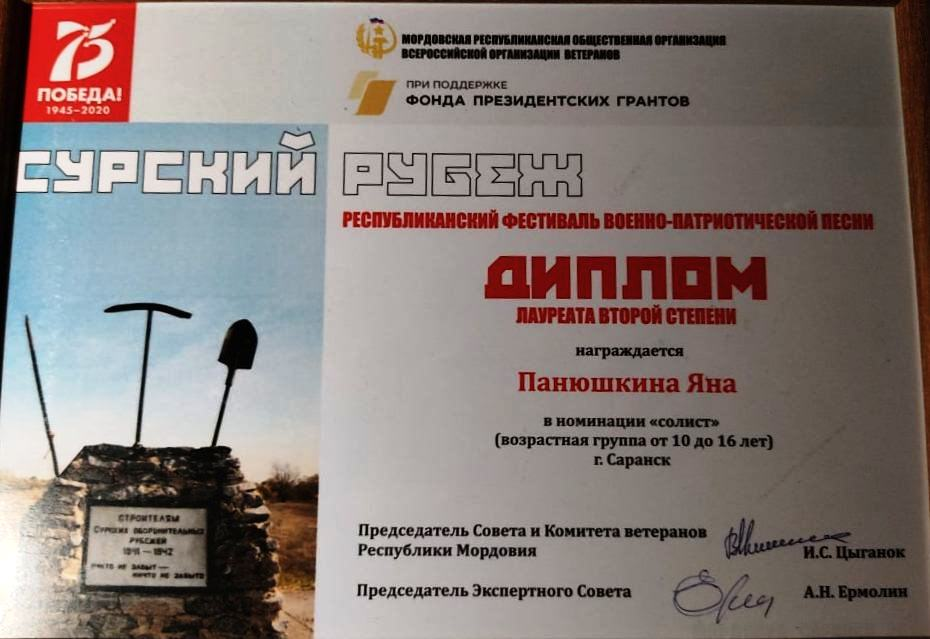 75
ПОБЕДА!
1945–2020
МОРДОВСКАЯ РЕСПУБЛИКАНСКАЯ ОБЩЕСТВЕННАЯ ОРГАНИЗАЦИЯ
ВСЕРОССИЙСКОЙ ОРГАНИЗАЦИИ ВЕТЕРАНОВ
ПРИ ПОДДЕРЖКЕ
ФОНДА ПРЕЗИДЕНТСКИХ ГРАНТОВ
СУРСКИЙ РУБЕЖ
РЕСПУБЛИКАНСКИЙ ФЕСТИВАЛЬ ВОЕННО-ПАТРИОТИЧЕСКОЙ ПЕСНИ
ДИПЛОМ
ЛАУРЕАТА ВТОРОЙ СТЕПЕНИ
награждается
Панюшкина Яна
в номинации «солист»
(возрастная группа от 10 до 16 лет)
г. Саранск
СТРОИТЕЛЯМ
СУРСКИХ ОБОРОНИТЕЛЬНЫХ
РУБЕЖЕЙ
1941 — 1942
НИКТО НЕ ЗАБЫТ —
НИЧТО НЕ ЗАБЫТО
Председатель Совета и Комитета ветеранов
Республики Мордовия
И.С. Цыганок
Председатель Экспертного Совета
А.Н. Ермолин